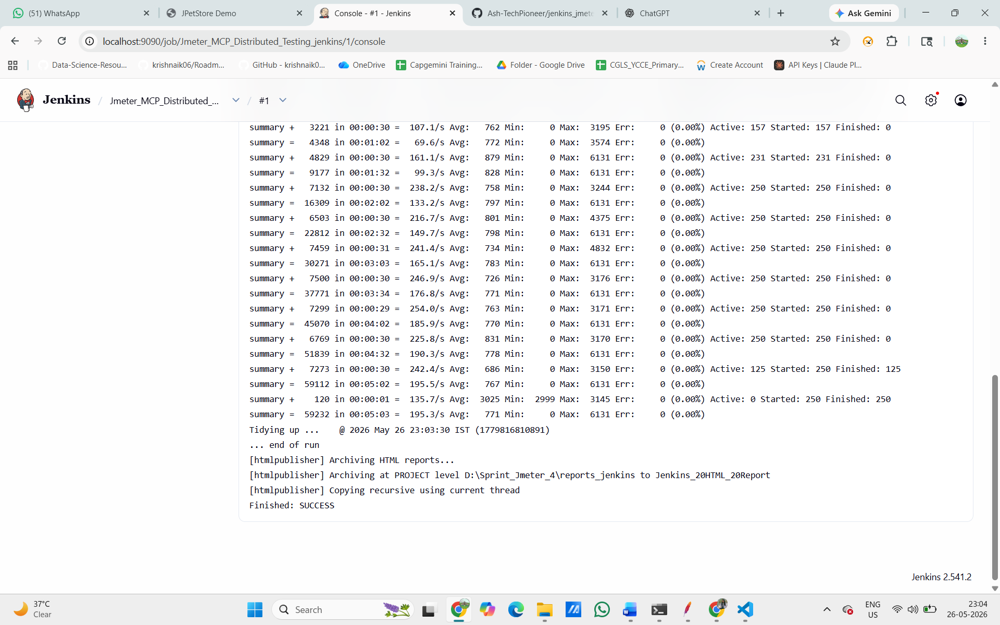 (51) WhatsApp
JPetStore Demo
Console - #1 - Jenkins
Ash-TechPioneer/jenkins_jmete
ChatGPT
Ask Gemini
localhost:9090/job/Jmeter_MCP_Distributed_Testing_jenkins/1/console
Data-Science-Resou...
krishnaik06/Roadm...
GitHub - krishnaik0...
OneDrive
Capgemini Training...
Folder - Google Drive
CGLS_YCCE_Primary...
Create Account
API Keys | Claude Pl...
Jenkins / Jmeter_MCP_Distributed_... / #1
summary +   3221 in 00:00:30 =  107.1/s Avg:   762 Min:     0 Max:  3195 Err:     0 (0.00%) Active: 157 Started: 157 Finished: 0
summary =   4348 in 00:01:02 =   69.6/s Avg:   772 Min:     0 Max:  3574 Err:     0 (0.00%)
summary +   4829 in 00:00:30 =  161.1/s Avg:   879 Min:     0 Max:  6131 Err:     0 (0.00%) Active: 231 Started: 231 Finished: 0
summary =   9177 in 00:01:32 =   99.3/s Avg:   828 Min:     0 Max:  6131 Err:     0 (0.00%)
summary +   7132 in 00:00:30 =  238.2/s Avg:   758 Min:     0 Max:  3244 Err:     0 (0.00%) Active: 250 Started: 250 Finished: 0
summary =  16309 in 00:02:02 =  133.2/s Avg:   797 Min:     0 Max:  6131 Err:     0 (0.00%)
summary +   6503 in 00:00:30 =  216.7/s Avg:   801 Min:     0 Max:  4375 Err:     0 (0.00%) Active: 250 Started: 250 Finished: 0
summary =  22812 in 00:02:32 =  149.7/s Avg:   798 Min:     0 Max:  6131 Err:     0 (0.00%)
summary +   7459 in 00:00:31 =  241.4/s Avg:   734 Min:     0 Max:  4832 Err:     0 (0.00%) Active: 250 Started: 250 Finished: 0
summary =  30271 in 00:03:03 =  165.1/s Avg:   783 Min:     0 Max:  6131 Err:     0 (0.00%)
summary +   7500 in 00:00:30 =  246.9/s Avg:   726 Min:     0 Max:  3176 Err:     0 (0.00%) Active: 250 Started: 250 Finished: 0
summary =  37771 in 00:03:34 =  176.8/s Avg:   771 Min:     0 Max:  6131 Err:     0 (0.00%)
summary +   7299 in 00:00:29 =  254.0/s Avg:   763 Min:     0 Max:  3171 Err:     0 (0.00%) Active: 250 Started: 250 Finished: 0
summary =  45070 in 00:04:02 =  185.9/s Avg:   770 Min:     0 Max:  6131 Err:     0 (0.00%)
summary +   6769 in 00:00:30 =  225.8/s Avg:   831 Min:     0 Max:  3170 Err:     0 (0.00%) Active: 250 Started: 250 Finished: 0
summary =  51839 in 00:04:32 =  190.3/s Avg:   778 Min:     0 Max:  6131 Err:     0 (0.00%)
summary +   7273 in 00:00:30 =  242.4/s Avg:   686 Min:     0 Max:  3150 Err:     0 (0.00%) Active: 125 Started: 250 Finished: 125
summary =  59112 in 00:05:02 =  195.5/s Avg:   767 Min:     0 Max:  6131 Err:     0 (0.00%)
summary +    120 in 00:00:01 =  135.7/s Avg:  3025 Min:  2999 Max:  3145 Err:     0 (0.00%) Active: 0 Started: 250 Finished: 250
summary =  59232 in 00:05:03 =  195.3/s Avg:   771 Min:     0 Max:  6131 Err:     0 (0.00%)
Tidying up ...    @ 2026 May 26 23:03:30 IST (1779816810891)
... end of run
[htmlpublisher] Archiving HTML reports...
[htmlpublisher] Archiving at PROJECT level D:\Sprint_Jmeter_4\reports_jenkins to Jenkins_20HTML_20Report
[htmlpublisher] Copying recursive using current thread
Finished: SUCCESS
Jenkins 2.541.2
37°C
Clear
Search
ENG
US
23:04
26-05-2026